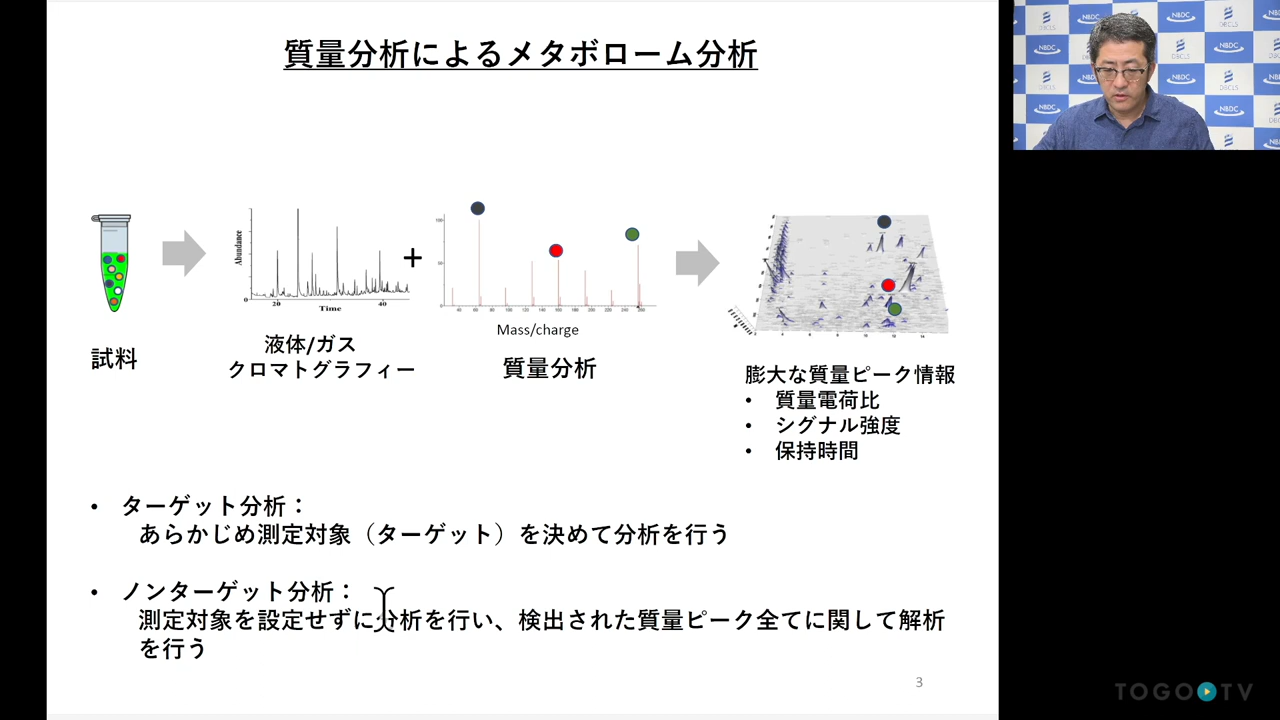 質量分析によるメタボローム分析
NBDC
DBCLS
Abundance
0
20
40
Time
+
Mass/charge
試料
液体/ガス
クロマトグラフィー
質量分析
膨大な質量ピーク情報
• 質量電荷比
• シグナル強度
• 保持時間
• ターゲット分析：
あらかじめ測定対象（ターゲット）を決めて分析を行う
• ノンターゲット分析：
測定対象を設定せずに分析を行い、検出された質量ピーク全てに関して解析
を行う
3
TOGO TV